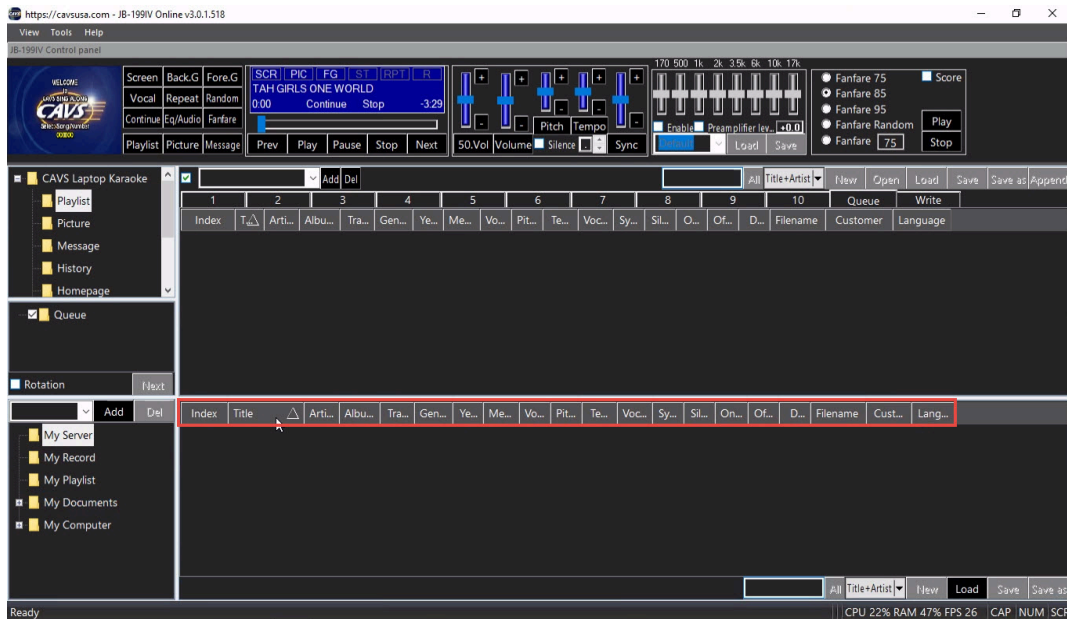 https://cavsusa.com - JB-199IV Online v3.0.1.518
View Tools Help
JB-199IV Control panel
WELCOME
CAVS
Screen Back.G Fore.G
Vocal Repeat Random
Continue Eq/Audio Fanfare
Playlist Picture Message
SCR PIC FG ST RPT R
TAH GIRLS ONE WORLD
0:00 Continue Stop -3:29
Prev Play Pause Stop Next
+ + + + +
- - - - -
Pitch Tempo
50.Vol Volume Silence . Sync
170 500 1k 2k 3.5k 6k 10k 17k
Enable Preamplifier lev... +0.0
Default Load Save
Fanfare 75 Score
Fanfare 85
Fanfare 95
Fanfare Random Play
Fanfare 75 Stop
CAVS Laptop Karaoke
Playlist
Picture
Message
History
Homepage
Queue
Rotation Next
Add Del
All Title+Artist New Open Load Save Save as Append
1 2 3 4 5 6 7 8 9 10 Queue Write
Index T... Arti... Albu... Tra... Gen... Ye... Me... Vo... Pit... Te... Voc... Sy... Sil... O... Of... D... Filename Customer Language
Add Del
My Server
My Record
My Playlist
My Documents
My Computer
Index Title Arti... Albu... Tra... Gen... Ye... Me... Vo... Pit... Te... Voc... Sy... Sil... On... Of... D... Filename Cust... Lang...
All Title+Artist New Load Save Save as
Ready
CPU 22% RAM 47% FPS 26 CAP NUM SCR